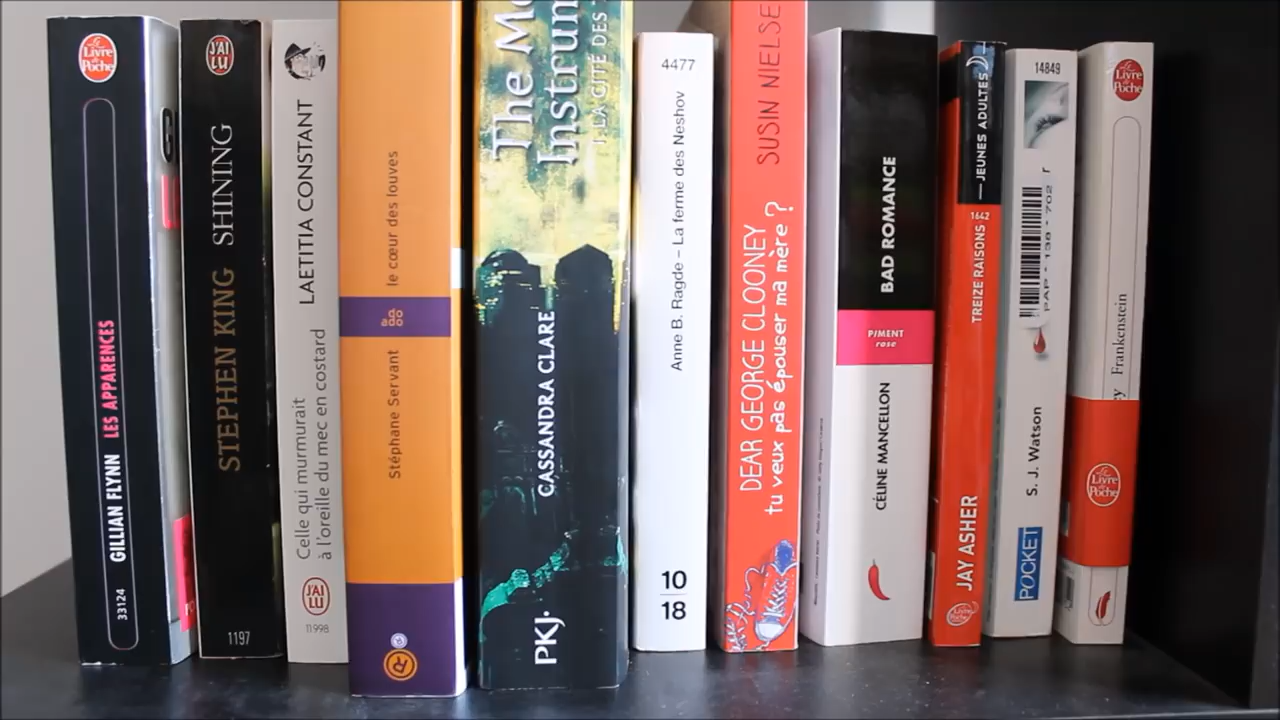 Le Livre de Poche
LES APPARENCES
GILLIAN FLYNN
33124
J'AI LU
SHINING
STEPHEN KING
1197
LAETITIA CONSTANT
Celle qui murmurait
à l'oreille du mec en costard
J'AI LU
11998
le cœur des louves
ado
Stéphane Servant
R
The Mo
Instrum
LA CITÉ DES
CASSANDRA CLARE
PKJ.
4477
Anne B. Ragde – La ferme des Neshov
10
18
SUSIN NIELSE
DEAR GEORGE CLOONEY
tu veux pas épouser ma mère ?
BAD ROMANCE
PIMENT
rose
CÉLINE MANCELLON
JEUNES ADULTES
1642
TREIZE RAISONS
JAY ASHER
Le Livre de Poche
14849
S. J. Watson
POCKET
Le Livre de Poche
Frankenstein
ey
Le Livre de Poche